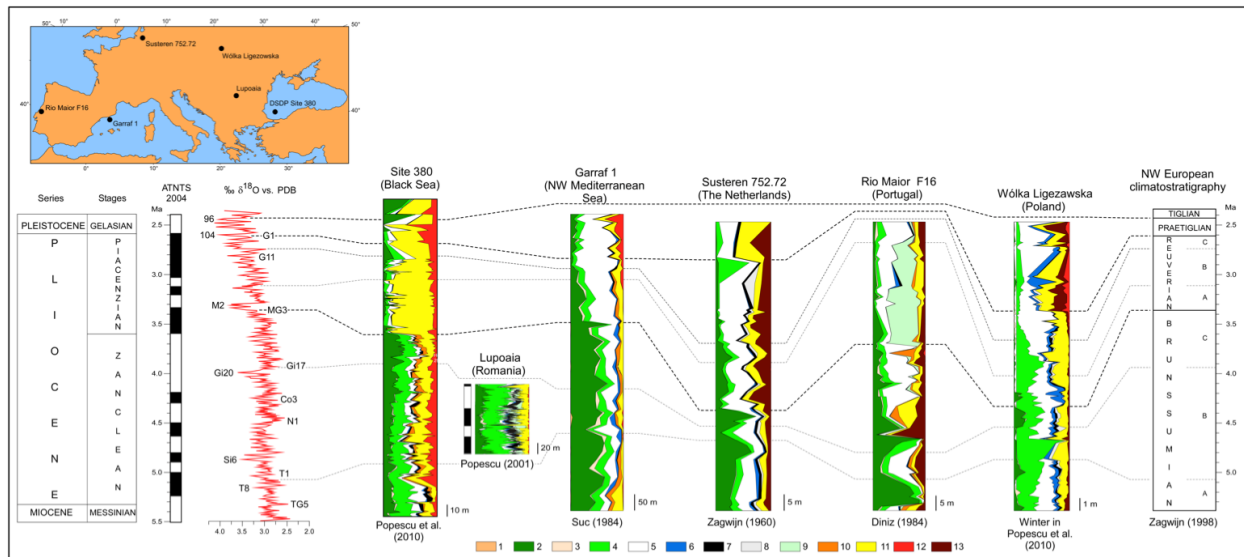 50°
0°
10°
20°
30°
40°
50°
Susteren 752.72
Wólka Ligezowska
Lupoaia
40°
Rio Maior F16
DSDP Site 380
40°
Garraf 1
5°
0°
10°
20°
30°
Series
Stages
ATNTS
2004
‰ δ18O vs. PDB
Ma
PLEISTOCENE
GELASIAN
PLIOCENE
PIACENZIAN
ZANCLEAN
MIOCENE
MESSINIAN
2.5
3.0
3.5
4.0
4.5
5.0
5.5
96
104
G1
G11
M2
MG3
Gi17
Gi20
Co3
N1
Si6
T1
T8
TG5
4.0
3.5
3.0
2.5
2.0
Site 380
(Black Sea)
10 m
Popescu et al.
(2010)
Lupoaia
(Romania)
20 m
Popescu (2001)
Garraf 1
(NW Mediterranean
Sea)
50 m
Suc (1984)
Susteren 752.72
(The Netherlands)
5 m
Zagwijn (1960)
Rio Maior F16
(Portugal)
5 m
Diniz (1984)
Wólka Ligezawska
(Poland)
1 m
Winter in
Popescu et al.
(2010)
NW European
climatostratigraphy
Ma
TIGLIAN
PRAETIGLIAN
REUVERIAN
C
B
A
BRUNSSUMIAN
C
B
A
2.5
3.0
3.5
4.0
4.5
5.0
Zagwijn (1998)
1 2 3 4 5 6 7 8 9 10 11 12 13